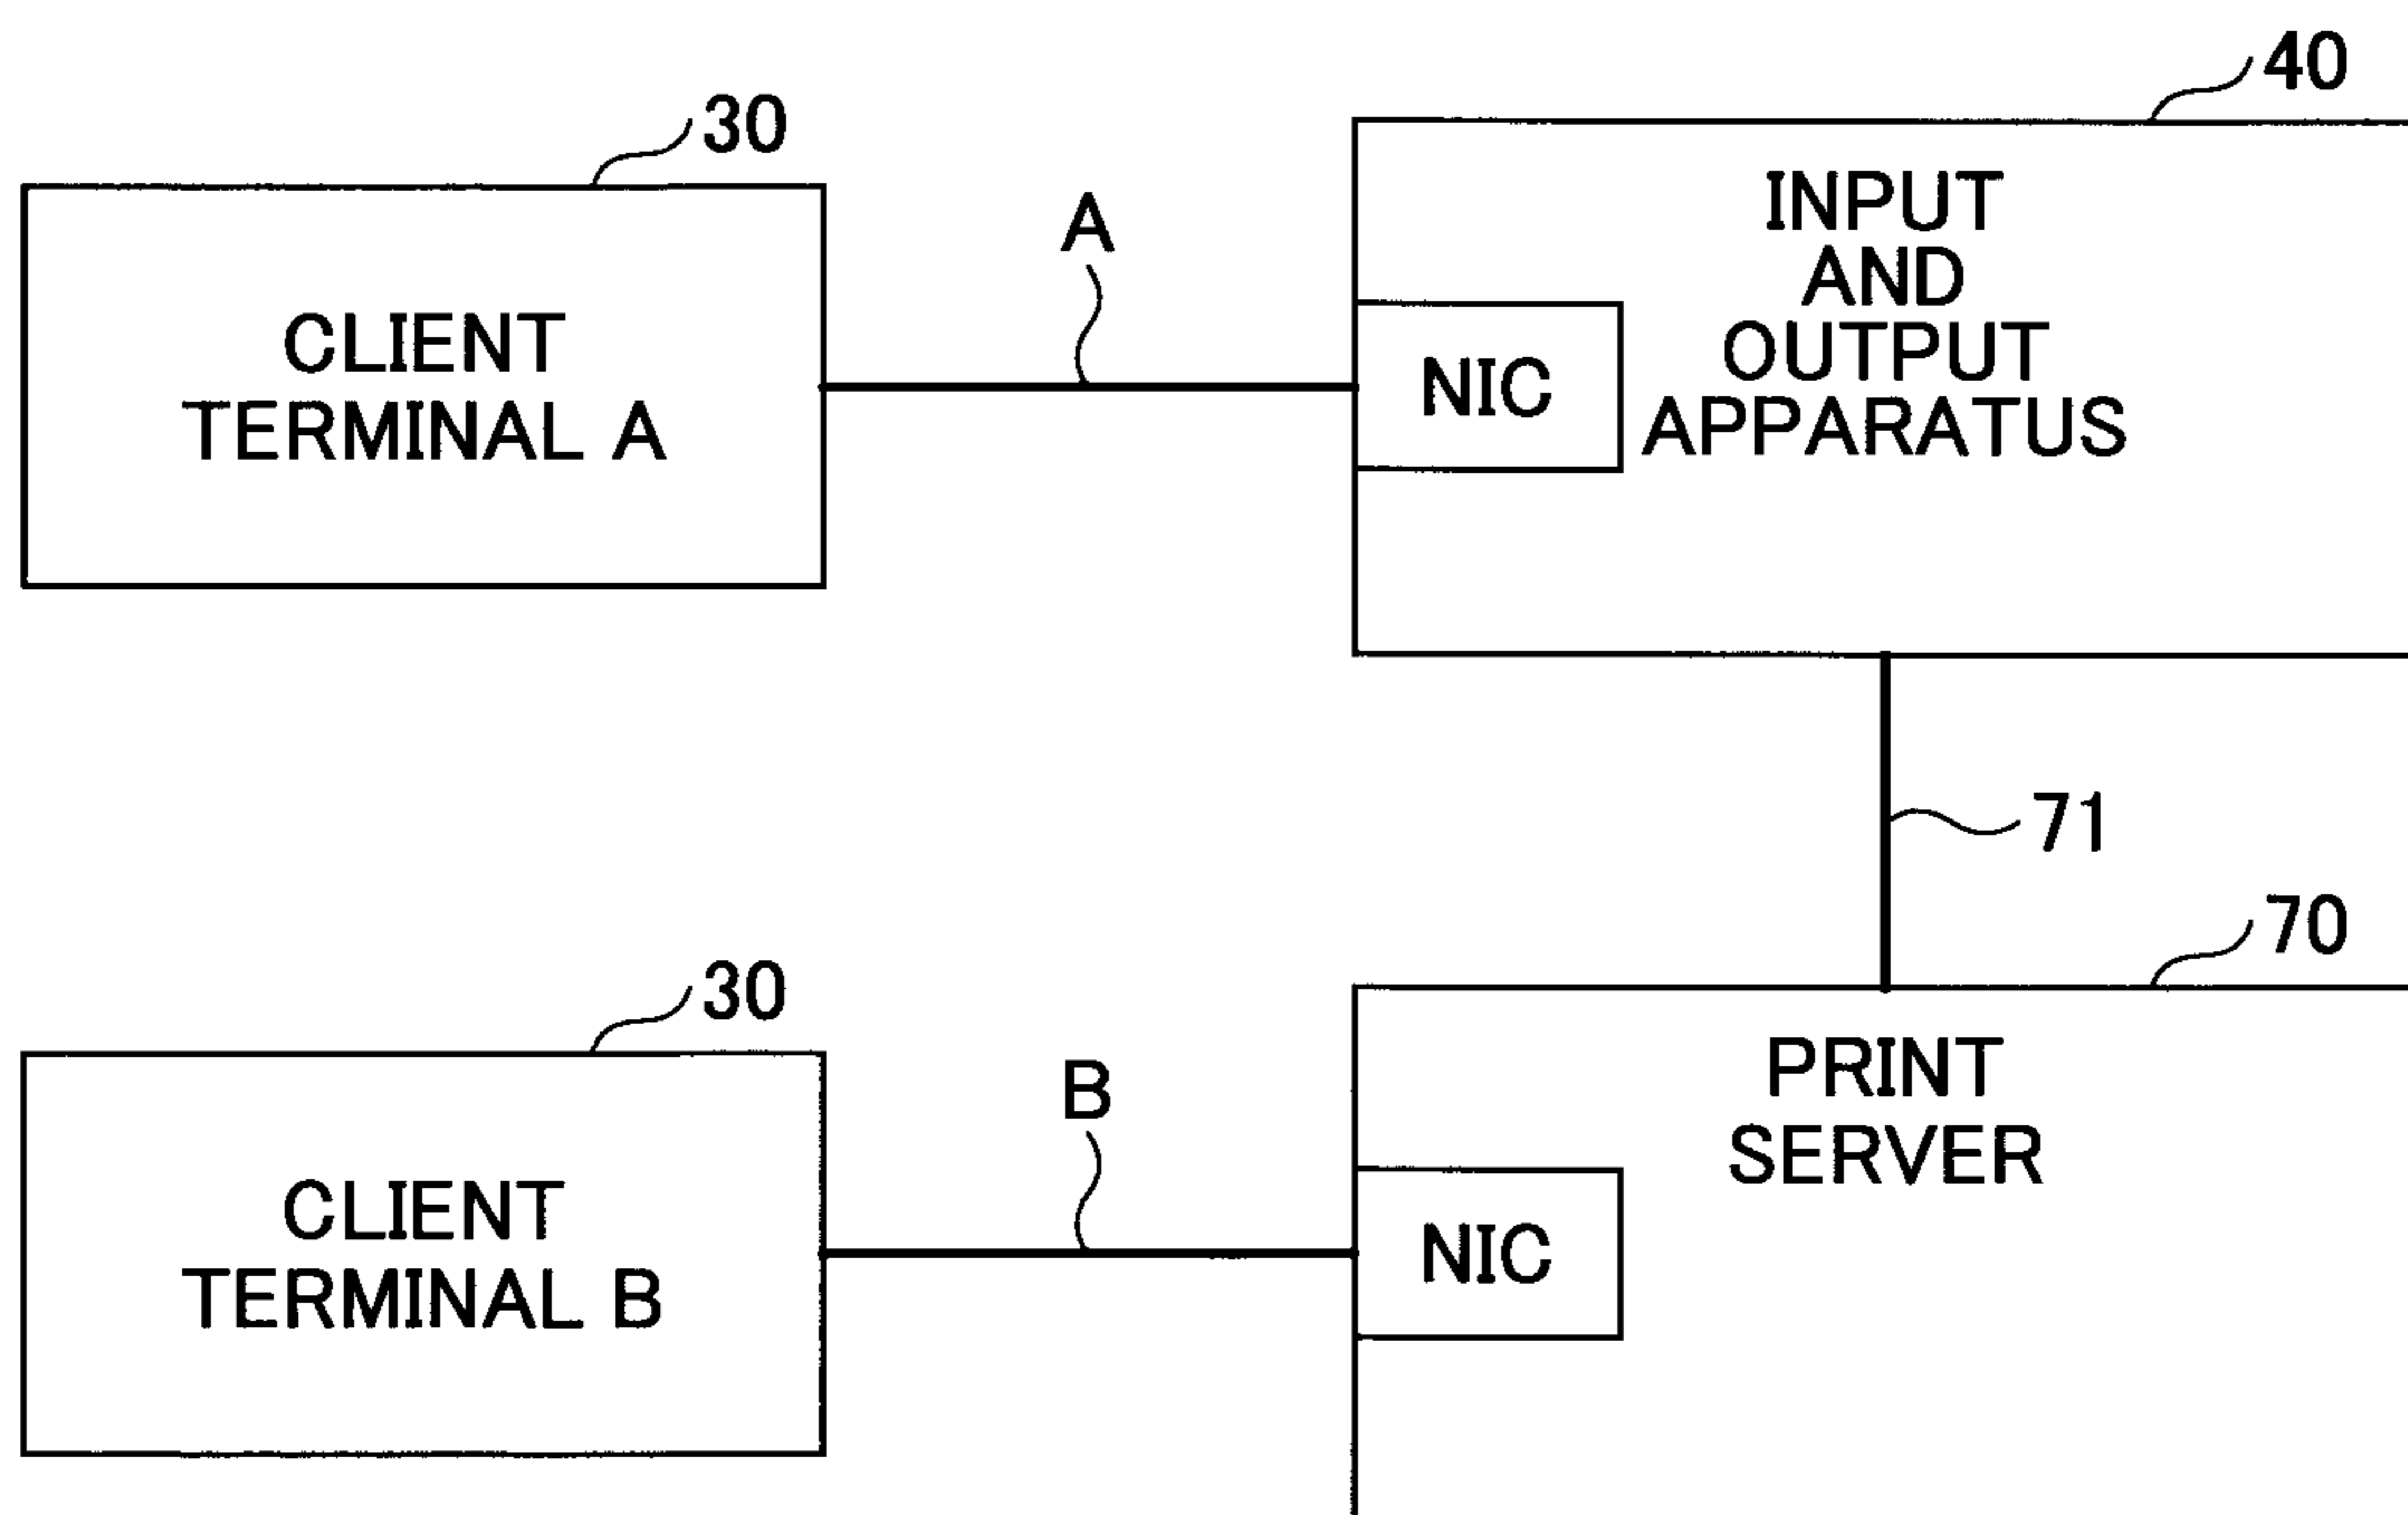 40
30
INPUT
AND
OUTPUT
APPARATUS
A
CLIENT
TERMINAL A
NIC
71
70
30
PRINT
SERVER
B
CLIENT
TERMINAL B
NIC